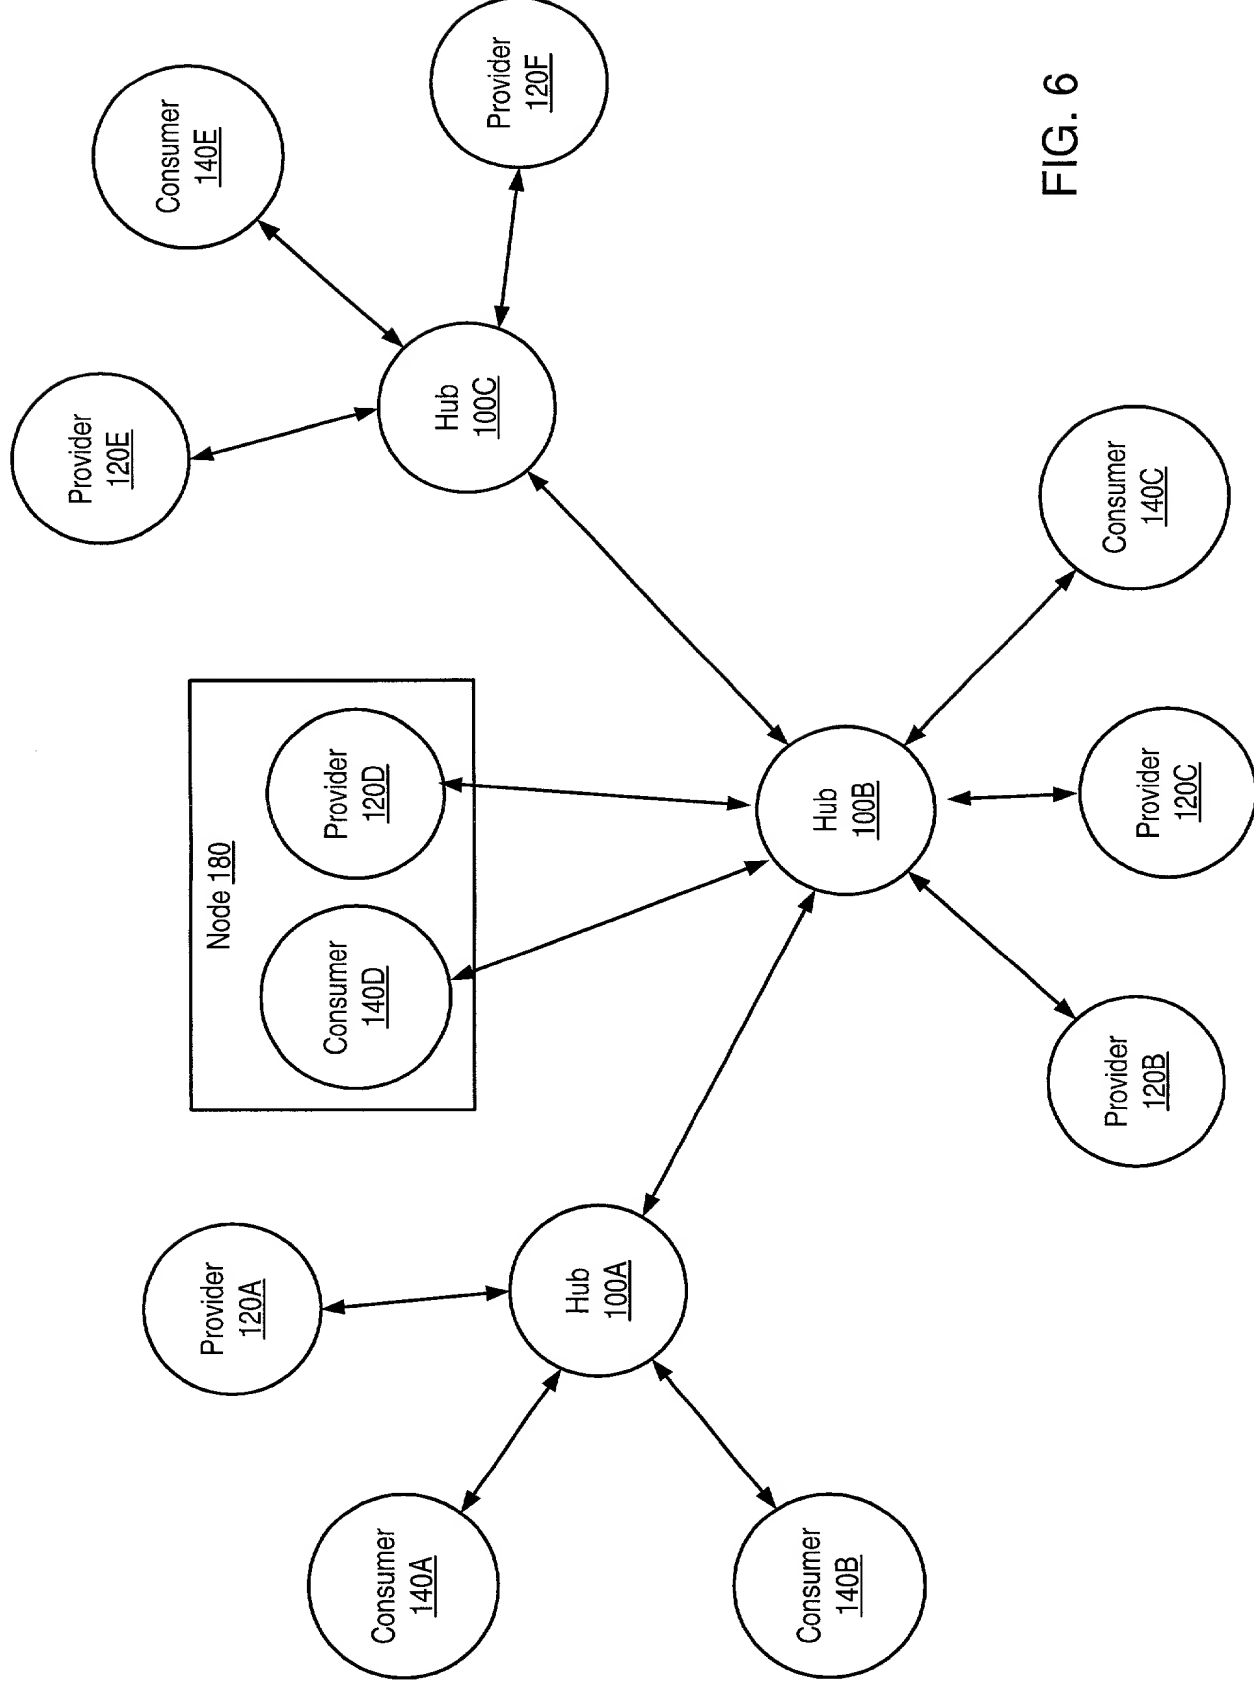 Provider
120E
Consumer
140E
Provider
120F
Hub
100C
Node 180
Consumer
140D
Provider
120D
Provider
120A
Hub
100A
Consumer
140A
Consumer
140B
Hub
100B
Provider
120B
Provider
120C
Consumer
140C
FIG. 6